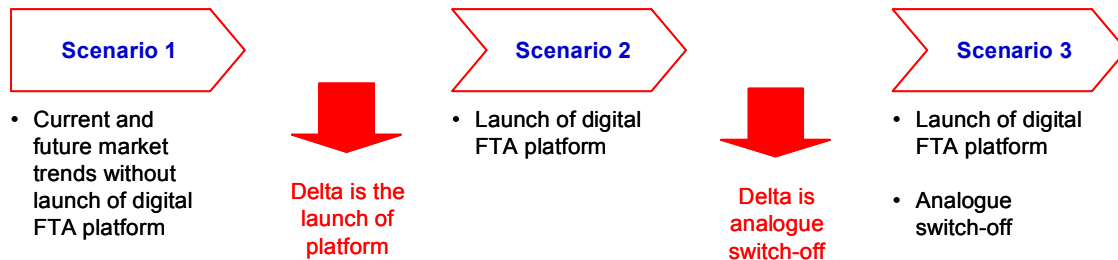 Scenario 1
• Current and
future market
trends without
launch of digital
FTA platform
Delta is the
launch of
platform
Scenario 2
• Launch of digital
FTA platform
Delta is
analogue
switch-off
Scenario 3
• Launch of digital
FTA platform
• Analogue
switch-off